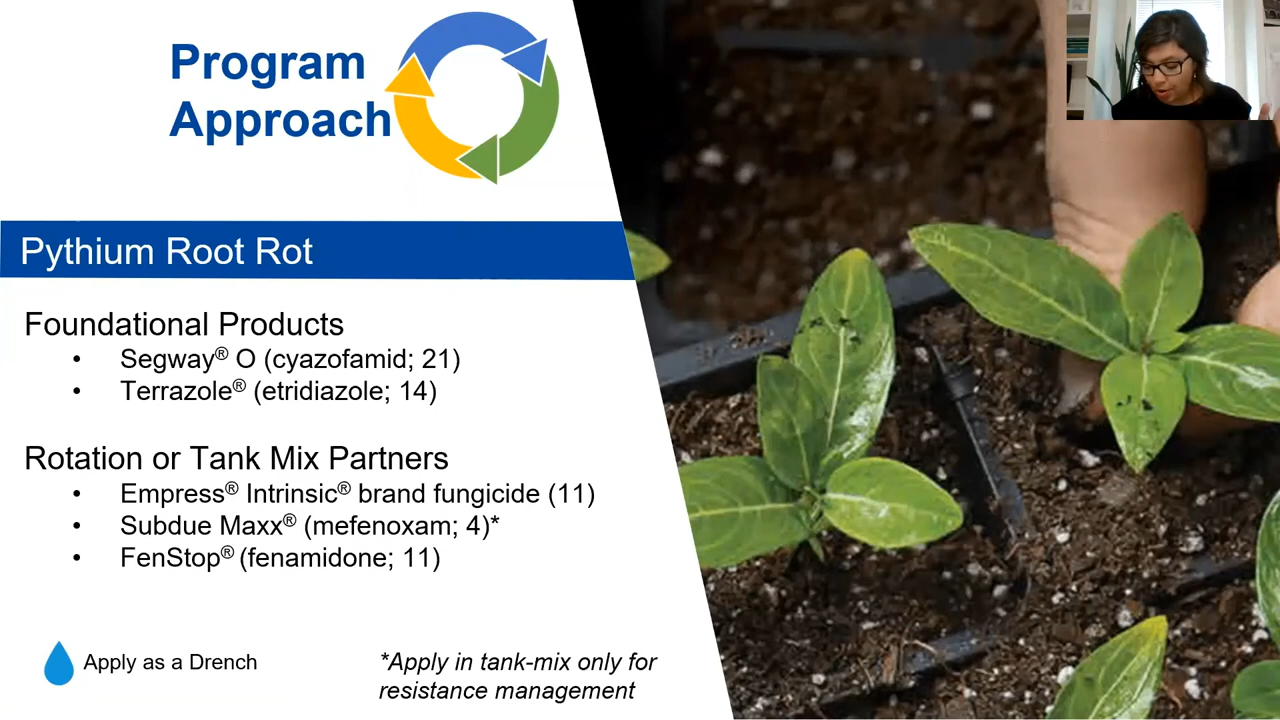 Program
Approach
Pythium Root Rot
Foundational Products
• Segway® O (cyazofamid; 21)
• Terrazole® (etridiazole; 14)
Rotation or Tank Mix Partners
• Empress® Intrinsic® brand fungicide (11)
• Subdue Maxx® (mefenoxam; 4)*
• FenStop® (fenamidone; 11)
Apply as a Drench
*Apply in tank-mix only for
resistance management